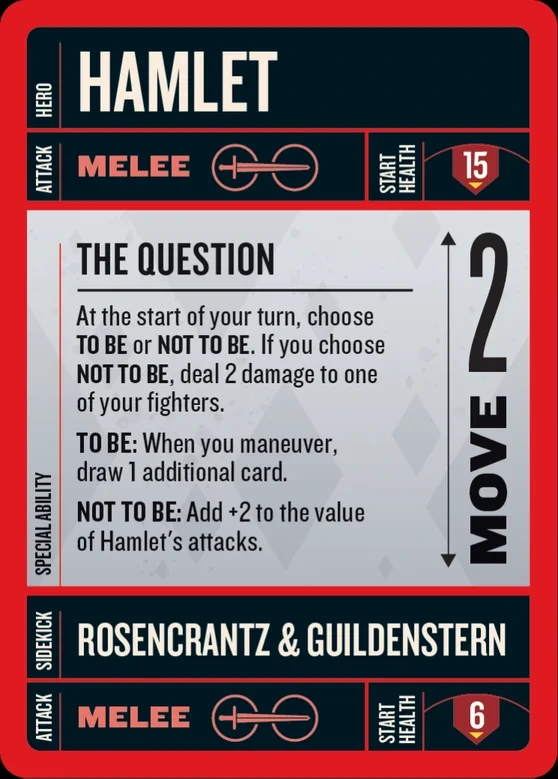 HERO
HAMLET
ATTACK
MELEE
START
HEALTH
15
THE QUESTION
At the start of your turn, choose
TO BE or NOT TO BE. If you choose
NOT TO BE, deal 2 damage to one
of your fighters.
TO BE: When you maneuver,
draw 1 additional card.
NOT TO BE: Add +2 to the value
of Hamlet's attacks.
SPECIAL ABILITY
MOVE 2
SIDEKICK
ROSENCRANTZ & GUILDENSTERN
ATTACK
MELEE
START
HEALTH
6